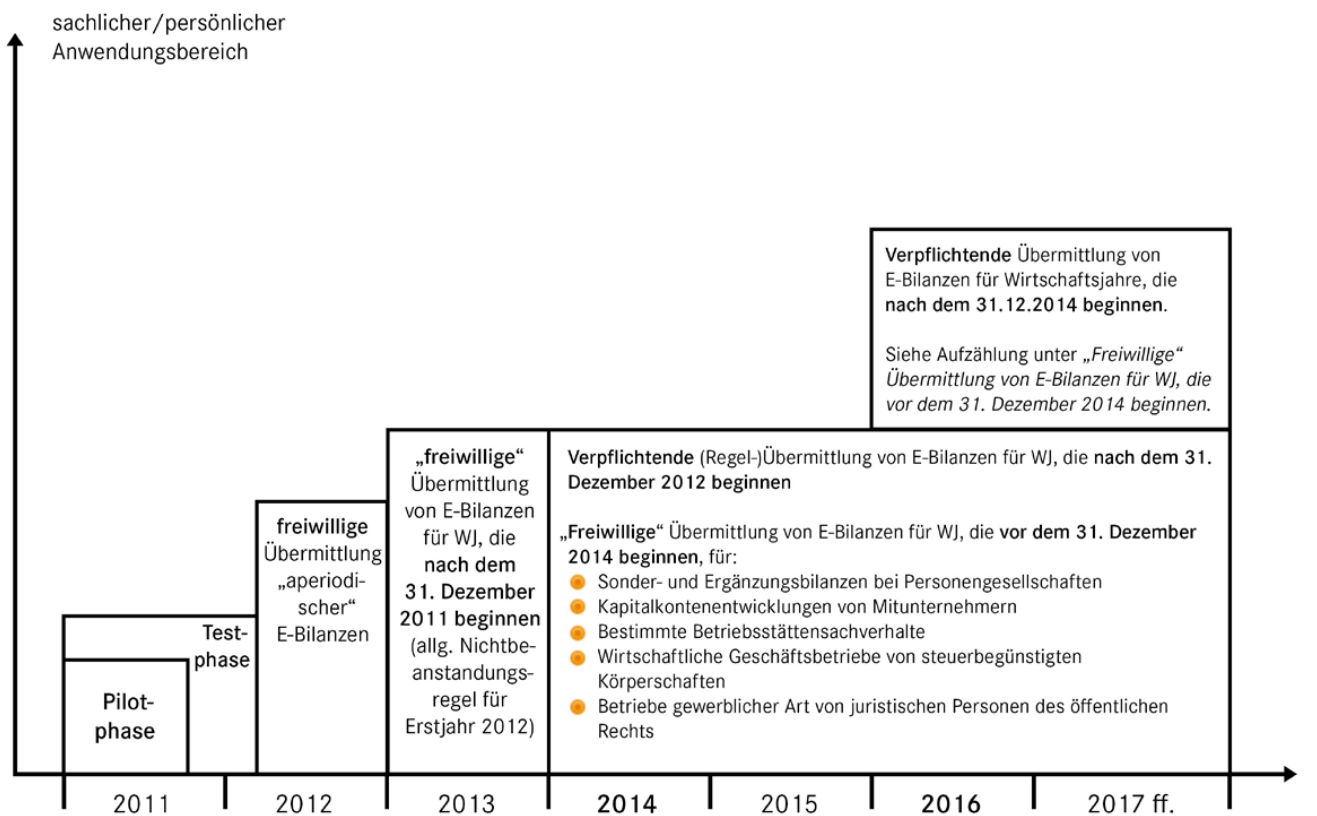 sachlicher/persönlicher
Anwendungsbereich
Verpflichtende Übermittlung von
E-Bilanzen für Wirtschaftsjahre, die
nach dem 31.12.2014 beginnen.
Siehe Aufzählung unter „Freiwillige“
Übermittlung von E-Bilanzen für WJ, die
vor dem 31. Dezember 2014 beginnen.
„freiwillige“
Übermittlung
von E-Bilanzen
für WJ, die
nach dem
31. Dezember
2011 beginnen
(allg. Nichtbe-
anstandungs-
regel für
Erstjahr 2012)
Verpflichtende (Regel-)Übermittlung von E-Bilanzen für WJ, die nach dem 31.
Dezember 2012 beginnen
„Freiwillige“ Übermittlung von E-Bilanzen für WJ, die vor dem 31. Dezember
2014 beginnen, für:
Sonder- und Ergänzungsbilanzen bei Personengesellschaften
Kapitalkontenentwicklungen von Mitunternehmern
Bestimmte Betriebsstättensachverhalte
Wirtschaftliche Geschäftsbetriebe von steuerbegünstigten
Körperschaften
Betriebe gewerblicher Art von juristischen Personen des öffentlichen
Rechts
freiwillige
Übermittlung
„aperiodi-
scher“
E-Bilanzen
Test-
phase
Pilot-
phase
2011
2012
2013
2014
2015
2016
2017 ff.